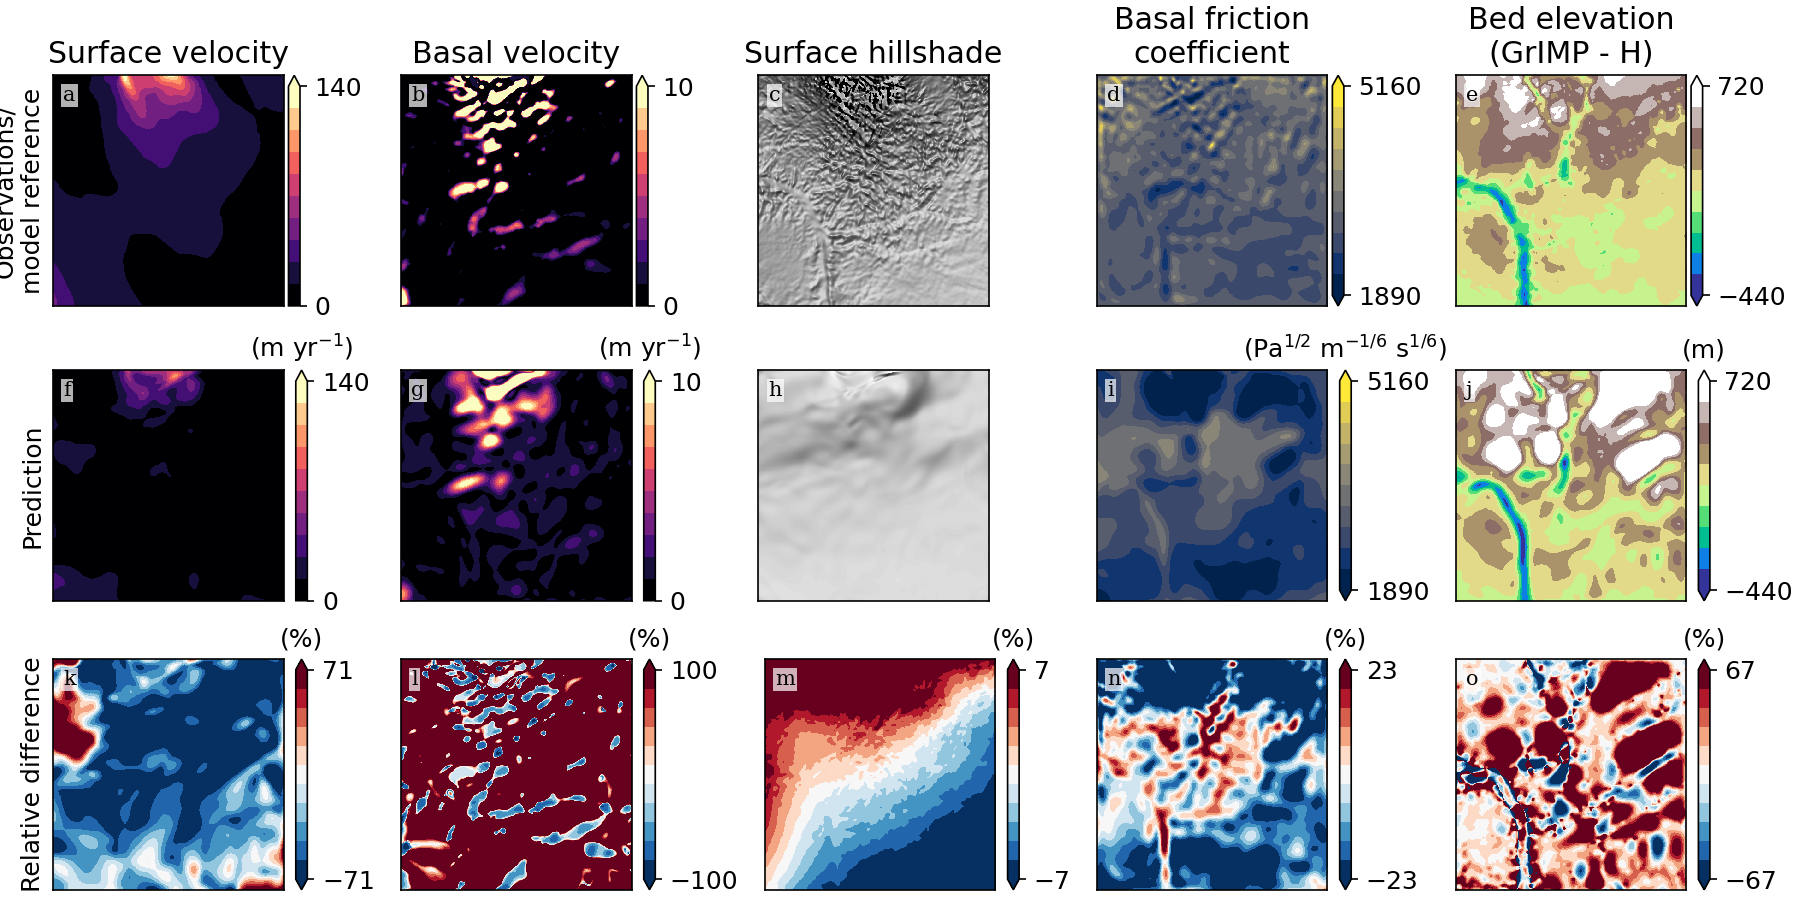 Surface velocity
Basal velocity
Surface hillshade
Basal friction
coefficient
Bed elevation
(GrIMP - H)
Observations/
model reference
a
140
0
b
10
0
c
d
5160
1890
e
720
−440
(m yr⁻¹)
(m yr⁻¹)
(Pa^1/2 m^−1/6 s^1/6)
(m)
Prediction
f
140
0
g
10
0
h
i
5160
1890
j
720
−440
(%)
(%)
(%)
(%)
(%)
Relative difference
k
71
−71
l
100
−100
m
7
−7
n
23
−23
o
67
−67